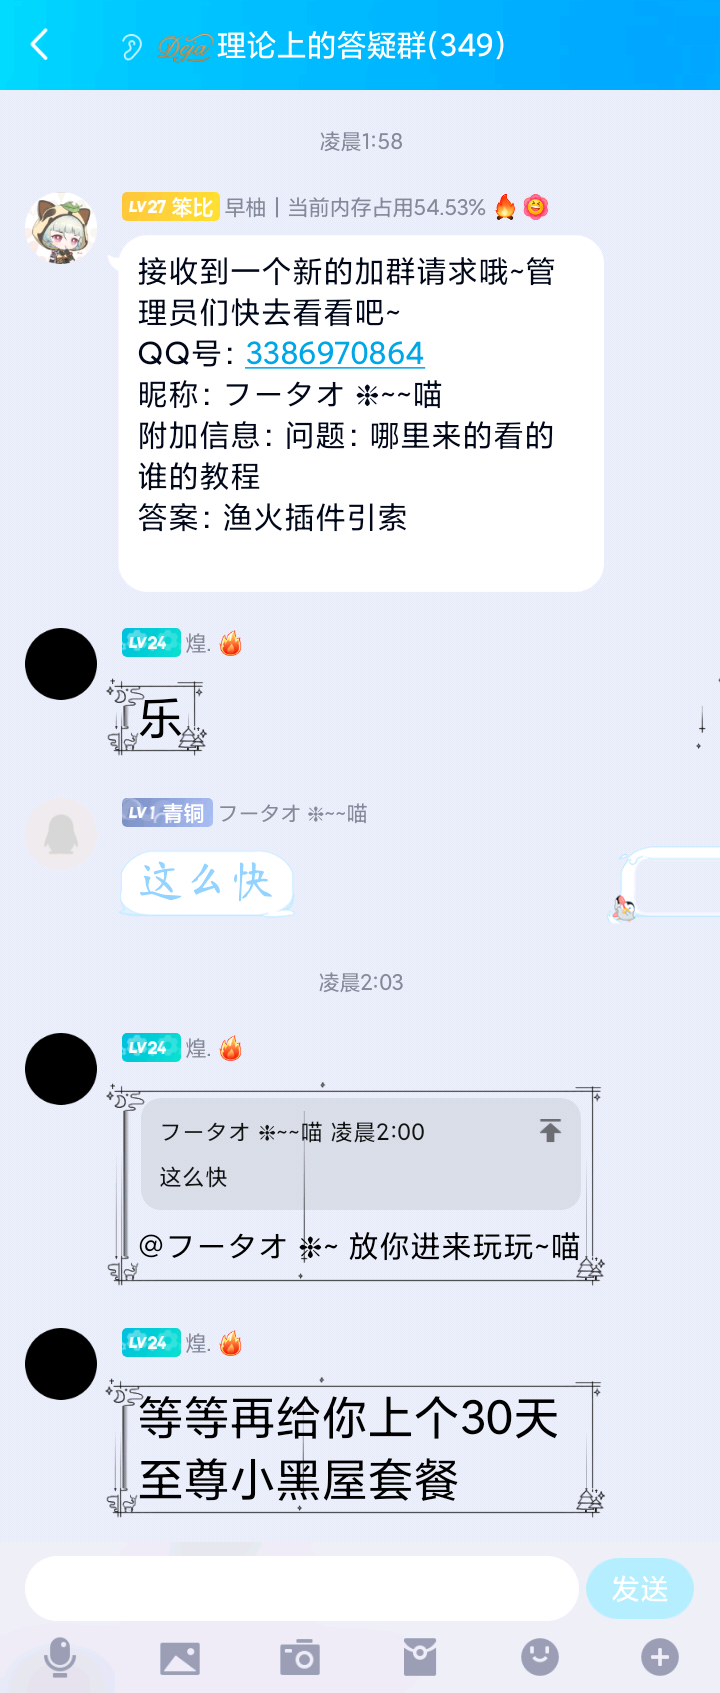 Deja 理论上的答疑群(349)
凌晨1:58
LV27 笨比 早柚丨当前内存占用54.53%
接收到一个新的加群请求哦~管
理员们快去看看吧~
QQ号: 3386970864
昵称: フータオ ❉~~喵
附加信息: 问题: 哪里来的看的
谁的教程
答案: 渔火插件引索
LV24 煌.
乐
LV1 青铜 フータオ ❉~~喵
这么快
凌晨2:03
LV24 煌.
フータオ ❉~~喵 凌晨2:00
这么快
@フータオ ❉~ 放你进来玩玩~喵
LV24 煌.
等等再给你上个30天
至尊小黑屋套餐
发送